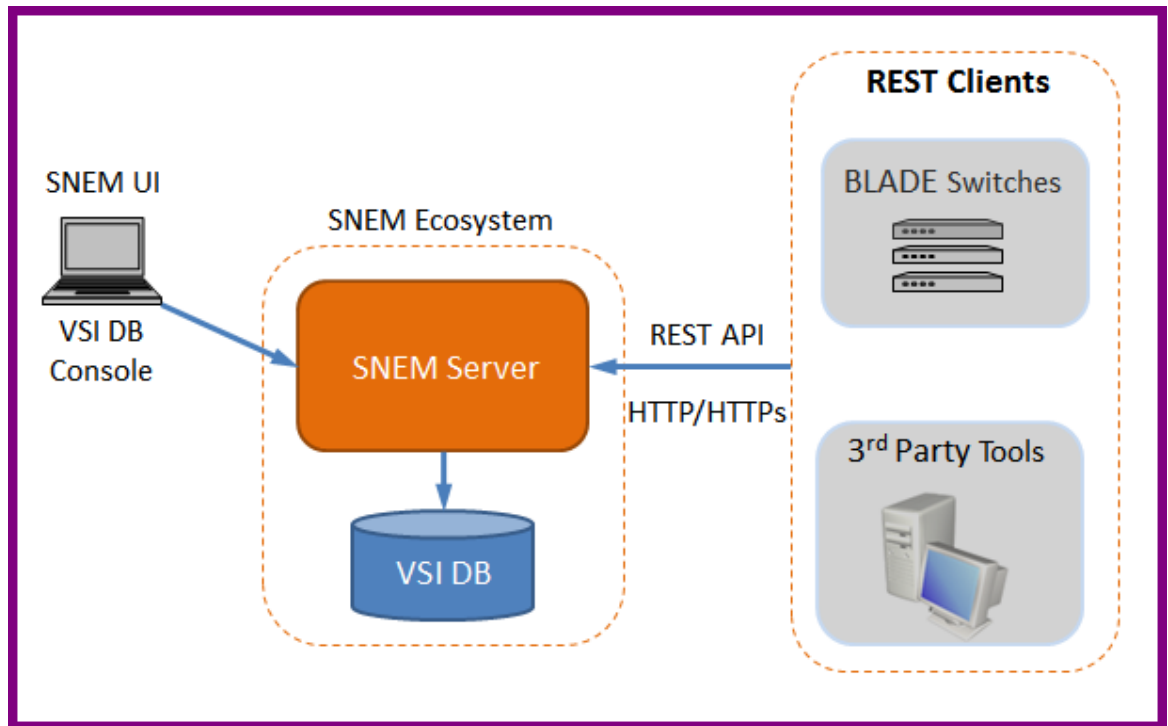 REST Clients
BLADE Switches
SNEM UI
SNEM Ecosystem
VSI DB
Console
SNEM Server
REST API
HTTP/HTTPs
3rd Party Tools
VSI DB